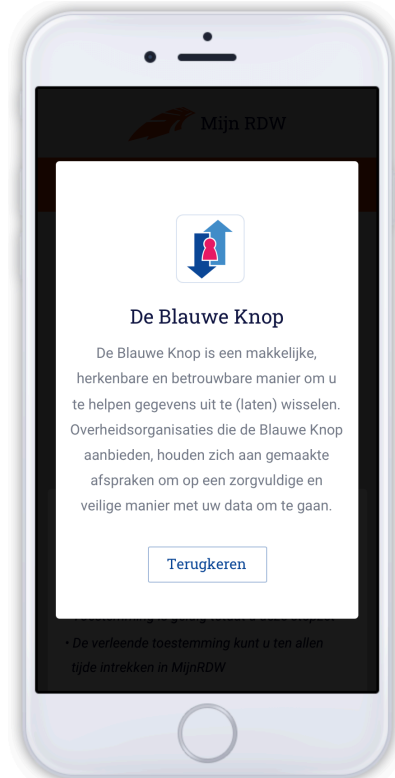 Mijn RDW
De Blauwe Knop
De Blauwe Knop is een makkelijke,
herkenbare en betrouwbare manier om u
te helpen gegevens uit te (laten) wisselen.
Overheidsorganisaties die de Blauwe Knop
aanbieden, houden zich aan gemaakte
afspraken om op een zorgvuldige en
veilige manier met uw data om te gaan.
Terugkeren
• De verleende toestemming kunt u ten allen
tijde intrekken in MijnRDW